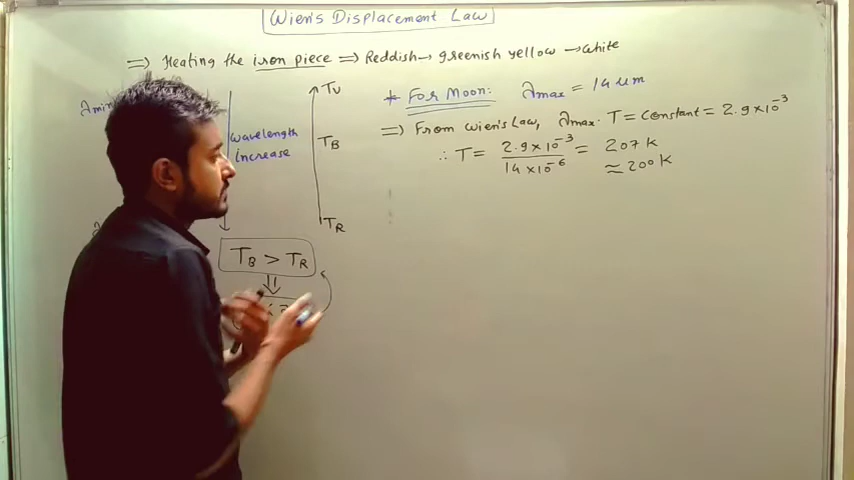 Wien's Displacement Law
⇒ Heating the iron piece ⇒ Reddish → greenish yellow → white
wavelength
increase
TV
TB
TR
TB > TR
* For Moon: λmax = 14 um
⇒ From Wien's Law, λmax. T = Constant = 2.9×10⁻³
∴ T = 2.9×10⁻³ / 14×10⁻⁶ = 207 K
≈ 200 K